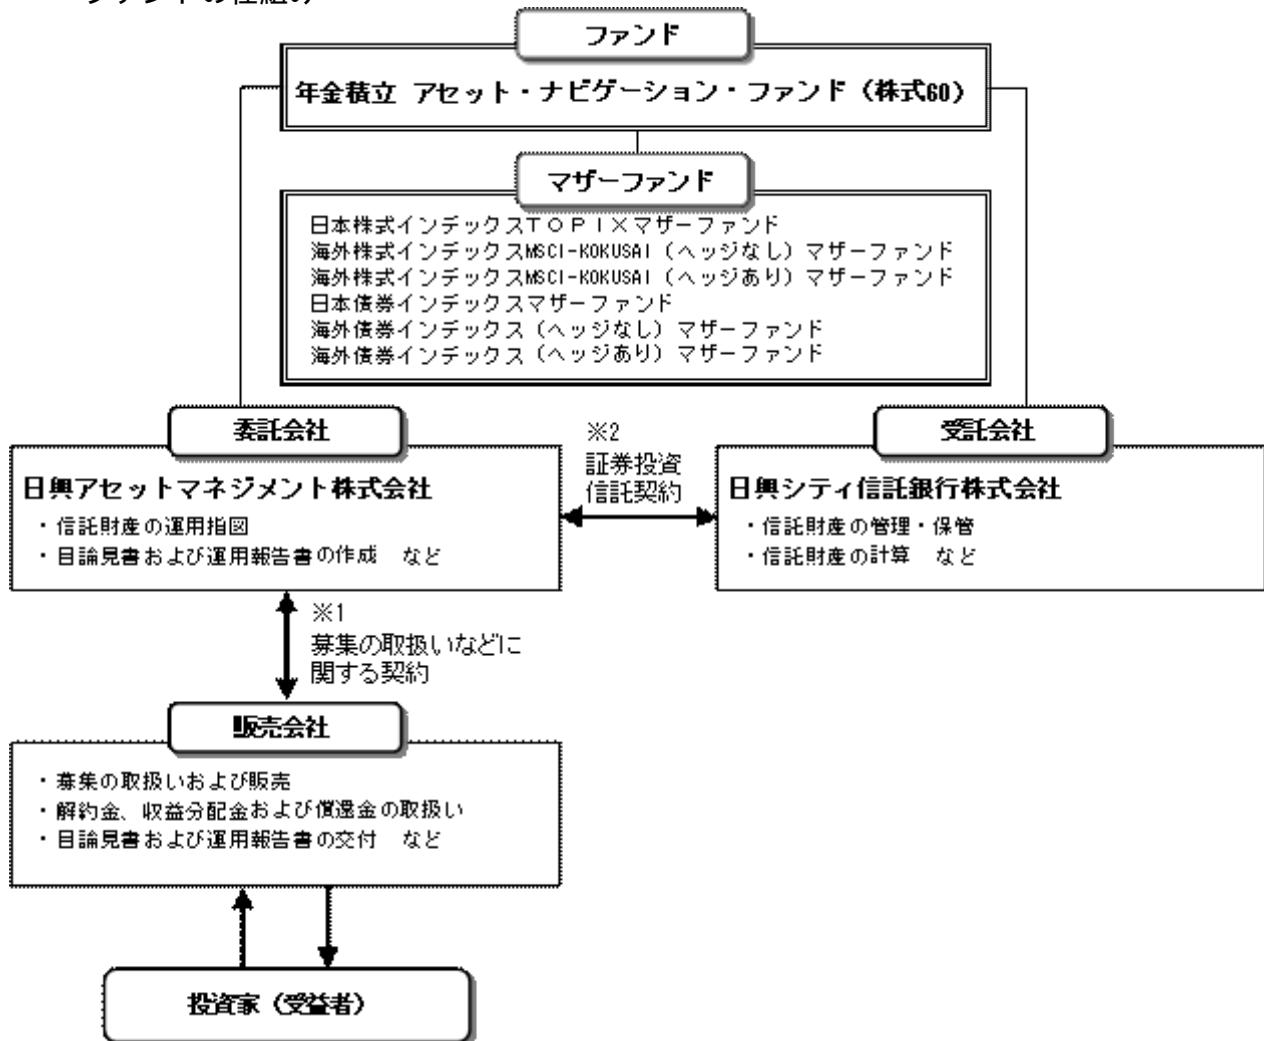 ファンドの仕組み
ファンド
年金積立 アセット・ナビゲーション・ファンド（株式60）
マザーファンド
日本株式インデックスＴＯＰＩＸマザーファンド
海外株式インデックスMSCI-KOKUSAI（ヘッジなし）マザーファンド
海外株式インデックスMSCI-KOKUSAI（ヘッジあり）マザーファンド
日本債券インデックスマザーファンド
海外債券インデックス（ヘッジなし）マザーファンド
海外債券インデックス（ヘッジあり）マザーファンド
委託会社
日興アセットマネジメント株式会社
・信託財産の運用指図
・目論見書および運用報告書の作成　など
※2
証券投資
信託契約
受託会社
日興シティ信託銀行株式会社
・信託財産の管理・保管
・信託財産の計算　など
※1
募集の取扱いなどに
関する契約
販売会社
・募集の取扱いおよび販売
・解約金、収益分配金および償還金の取扱い
・目論見書および運用報告書の交付　など
投資家（受益者）